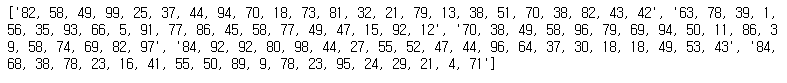 ['82, 58, 49, 99, 25, 37, 44, 94, 70, 18, 73, 81, 32, 21, 79, 13, 38, 51, 70, 38, 82, 43, 42', '63, 78, 39, 1,
56, 35, 93, 66, 5, 91, 77, 86, 45, 58, 77, 49, 47, 15, 92, 12', '70, 38, 49, 58, 96, 79, 69, 94, 50, 11, 86, 3
9, 58, 74, 69, 82, 97', '84, 92, 92, 80, 98, 44, 27, 55, 52, 47, 44, 96, 64, 37, 30, 18, 18, 49, 53, 43', '84,
68, 38, 78, 23, 16, 41, 55, 50, 89, 9, 78, 23, 95, 24, 29, 21, 4, 71']